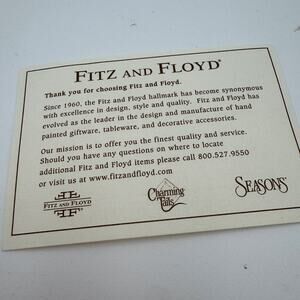 FITZ AND FLOYD®
Thank you for choosing Fitz and Floyd.
Since 1960, the Fitz and Floyd hallmark has become synonymous
with excellence in design, style and quality. Fitz and Floyd has
evolved as the leader in the design and manufacture of hand
painted giftware, tableware, and decorative accessories.
Our mission is to offer you the finest quality and service.
Should you have any questions on where to locate
additional Fitz and Floyd items please call 800.527.9550
or visit us at www.fitzandfloyd.com
FITZ AND FLOYD
Charming
Tails
SEASONS